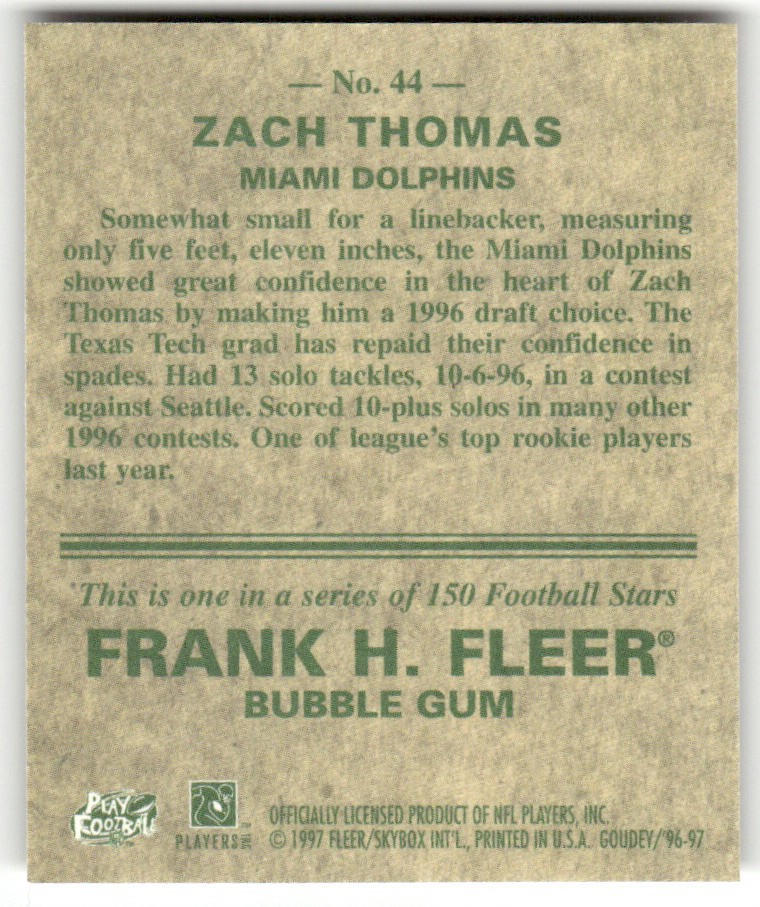 — No. 44 —
ZACH THOMAS
MIAMI DOLPHINS
Somewhat small for a linebacker, measuring
only five feet, eleven inches, the Miami Dolphins
showed great confidence in the heart of Zach
Thomas by making him a 1996 draft choice. The
Texas Tech grad has repaid their confidence in
spades. Had 13 solo tackles, 10-6-96, in a contest
against Seattle. Scored 10-plus solos in many other
1996 contests. One of league's top rookie players
last year.
This is one in a series of 150 Football Stars
FRANK H. FLEER®
BUBBLE GUM
PLAY
FOOTBALL
PLAYERS INC
OFFICIALLY LICENSED PRODUCT OF NFL PLAYERS, INC.
© 1997 FLEER/SKYBOX INT'L., PRINTED IN U.S.A. GOUDEY/'96-97